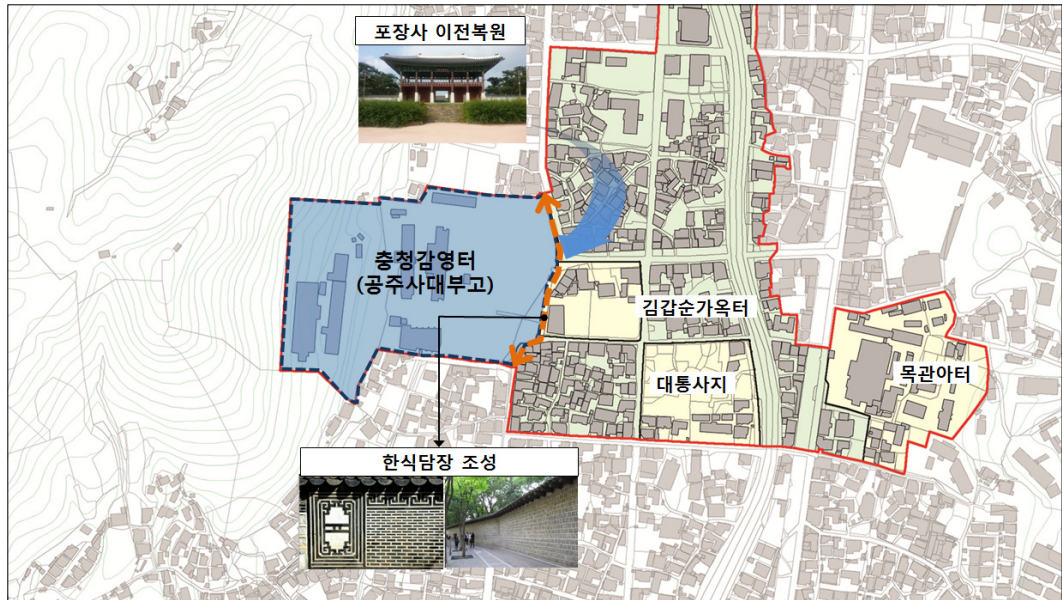 포장사 이전복원
충청감영터
(공주사대부고)
김갑순가옥터
대통사지
목관아터
한식담장 조성